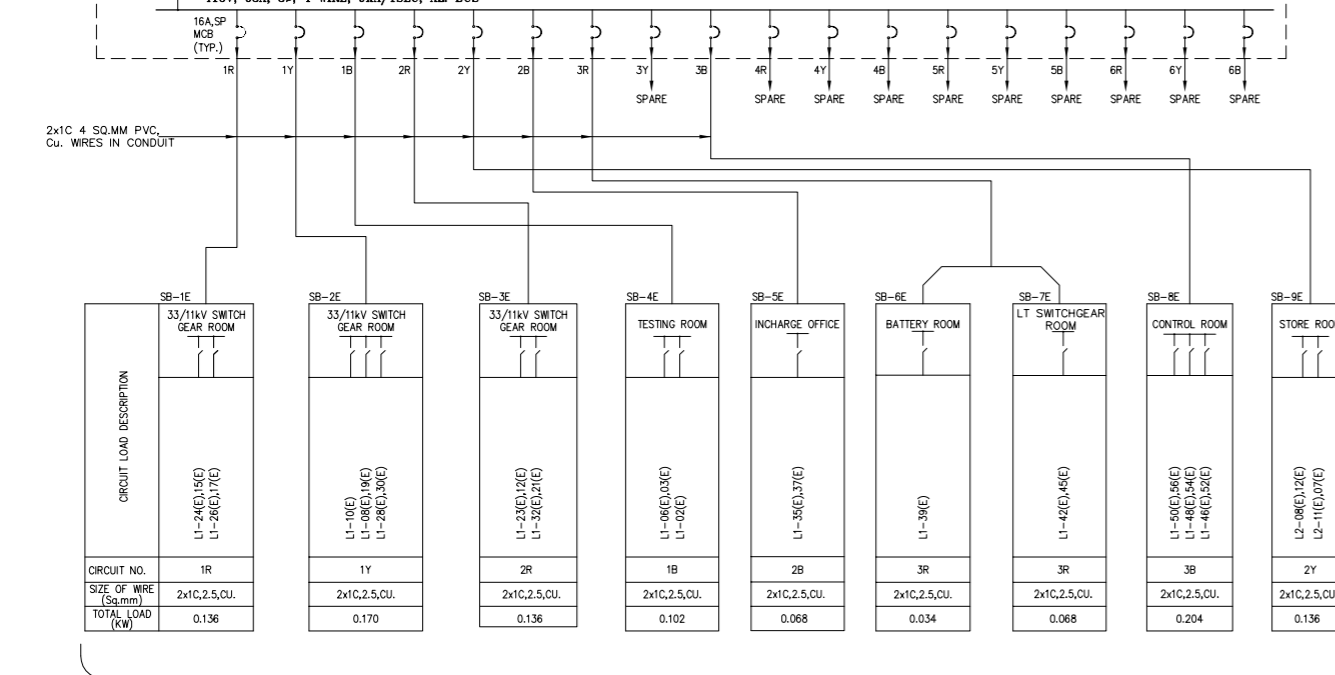 16A,SP
MCB
(TYP.)
1R 1Y 1B 2R 2Y 2B 3R 3Y 3B 4R 4Y 4B 5R 5Y 5B 6R 6Y 6B
SPARE SPARE SPARE SPARE SPARE SPARE SPARE SPARE SPARE SPARE
2x1C 4 SQ.MM PVC,
Cu. WIRES IN CONDUIT
SB-1E SB-2E SB-3E SB-4E SB-5E SB-6E SB-7E SB-8E SB-9E
33/11kV SWITCH
GEAR ROOM
33/11kV SWITCH
GEAR ROOM
33/11kV SWITCH
GEAR ROOM
TESTING ROOM
INCHARGE OFFICE
BATTERY ROOM
LT SWITCHGEAR
ROOM
CONTROL ROOM
STORE ROO
CIRCUIT LOAD DESCRIPTION
L1-24(E),15(E)
L1-26(E),17(E)
L1-10(E)
L1-08(E),19(E)
L1-28(E),30(E)
L1-23(E),12(E)
L1-32(E),21(E)
L1-06(E),03(E)
L1-02(E)
L1-35(E),37(E)
L1-39(E)
L1-42(E),45(E)
L1-50(E),56(E)
L1-48(E),54(E)
L1-46(E),52(E)
L2-08(E),12(E)
L2-11(E),07(E)
CIRCUIT NO. 1R 1Y 2R 1B 2B 3R 3R 3B 2Y
SIZE OF WIRE
(Sq.mm)
2x1C,2.5,CU. 2x1C,2.5,CU. 2x1C,2.5,CU. 2x1C,2.5,CU. 2x1C,2.5,CU. 2x1C,2.5,CU. 2x1C,2.5,CU. 2x1C,2.5,CU. 2x1C,2.5,CU
TOTAL LOAD
(KW)
0.136 0.170 0.136 0.102 0.068 0.034 0.068 0.204 0.136